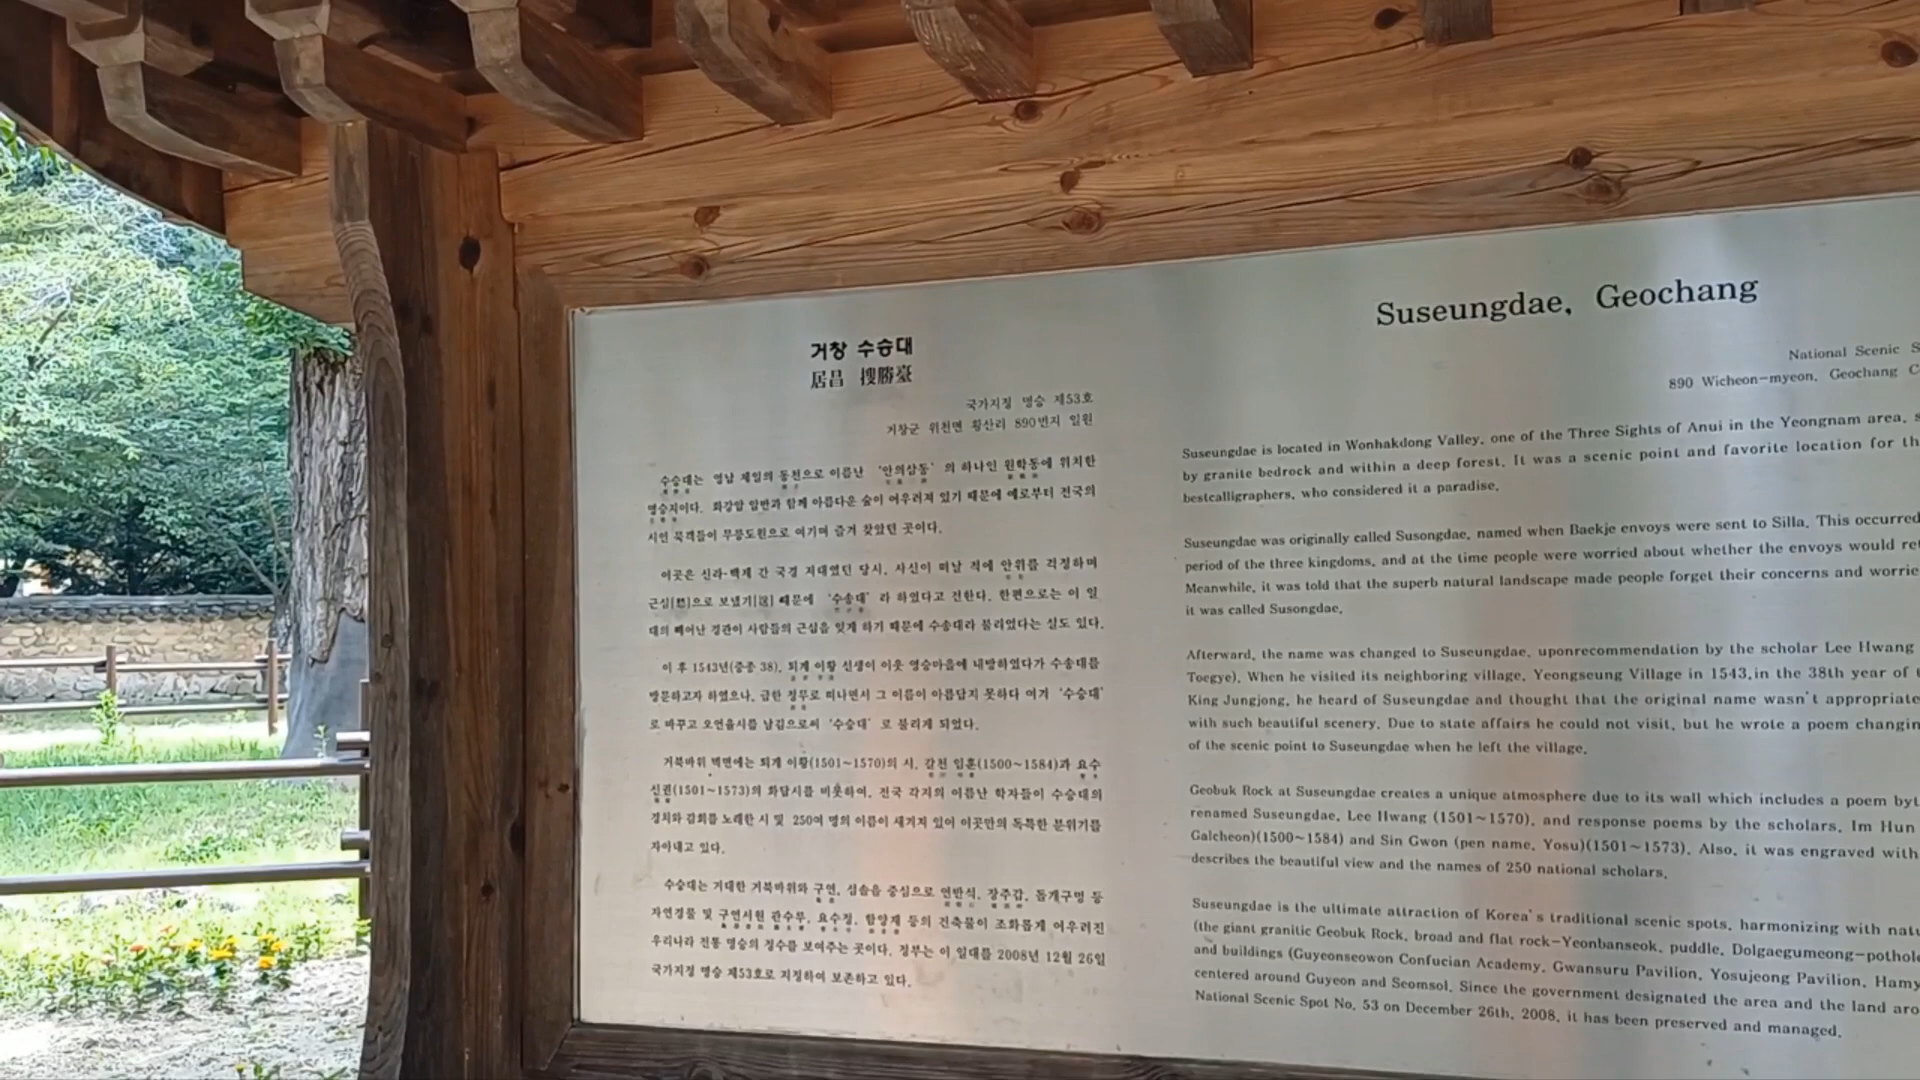 거창 수승대
居昌 搜勝臺
국가지정 명승 제53호
거창군 위천면 황산리 890번지 일원
수승대는 영남 제일의 동천으로 이름난 '안의삼동' 의 하나인 원학동에 위치한
명승지이다. 화강암 암반과 함께 아름다운 숲이 어우러져 있기 때문에 예로부터 전국의
시인 묵객들이 무릉도원으로 여기며 즐겨 찾았던 곳이다.
이곳은 신라·백제 간 국경 지대였던 당시, 사신이 떠날 적에 안위를 걱정하며
근심[愁]으로 보냈기[送] 때문에 '수송대' 라 하였다고 전한다. 한편으로는 이 일
대의 빼어난 경관이 사람들의 근심을 잊게 하기 때문에 수송대라 불리었다는 설도 있다.
이 후 1543년(중종 38), 퇴계 이황 선생이 이웃 영승마을에 내방하였다가 수송대를
방문하고자 하였으나, 급한 정무로 떠나면서 그 이름이 아름답지 못하다 여겨 '수승대'
로 바꾸고 오언율시를 남김으로써 '수승대' 로 불리게 되었다.
거북바위 벽면에는 퇴계 이황(1501~1570)의 시, 갈천 임훈(1500~1584)과 요수
신권(1501~1573)의 화답시를 비롯하여, 전국 각지의 이름난 학자들이 수승대의
경치와 감회를 노래한 시 및 250여 명의 이름이 새겨져 있어 이곳만의 독특한 분위기를
자아내고 있다.
수승대는 거대한 거북바위와 구연, 섬솔을 중심으로 연반석, 장주갑, 돌개구멍 등
자연경물 및 구연서원 관수루, 요수정, 함양재 등의 건축물이 조화롭게 어우러진
우리나라 전통 명승의 정수를 보여주는 곳이다. 정부는 이 일대를 2008년 12월 26일
국가지정 명승 제53호로 지정하여 보존하고 있다.
Suseungdae, Geochang
National Scenic S
890 Wicheon-myeon, Geochang C
Suseungdae is located in Wonhakdong Valley, one of the Three Sights of Anui in the Yeongnam area, s
by granite bedrock and within a deep forest. It was a scenic point and favorite location for th
bestcalligraphers, who considered it a paradise.
Suseungdae was originally called Susongdae, named when Baekje envoys were sent to Silla. This occurred
period of the three kingdoms, and at the time people were worried about whether the envoys would ret
Meanwhile, it was told that the superb natural landscape made people forget their concerns and worrie
it was called Susongdae.
Afterward, the name was changed to Suseungdae, uponrecommendation by the scholar Lee Hwang
Toegye). When he visited its neighboring village, Yeongseung Village in 1543,in the 38th year of
King Jungjong, he heard of Suseungdae and thought that the original name wasn't appropriate
with such beautiful scenery. Due to state affairs he could not visit, but he wrote a poem changin
of the scenic point to Suseungdae when he left the village.
Geobuk Rock at Suseungdae creates a unique atmosphere due to its wall which includes a poem byt
renamed Suseungdae, Lee Hwang (1501~1570), and response poems by the scholars, Im Hun
Galcheon)(1500~1584) and Sin Gwon (pen name, Yosu)(1501~1573). Also, it was engraved with
describes the beautiful view and the names of 250 national scholars.
Suseungdae is the ultimate attraction of Korea's traditional scenic spots, harmonizing with natu
(the giant granitic Geobuk Rock, broad and flat rock-Yeonbanseok, puddle, Dolgaegumeong-pothole
and buildings (Guyeonseowon Confucian Academy, Gwansuru Pavilion, Yosujeong Pavilion, Hamy
centered around Guyeon and Seomsol. Since the government designated the area and the land aro
National Scenic Spot No. 53 on December 26th, 2008, it has been preserved and managed.